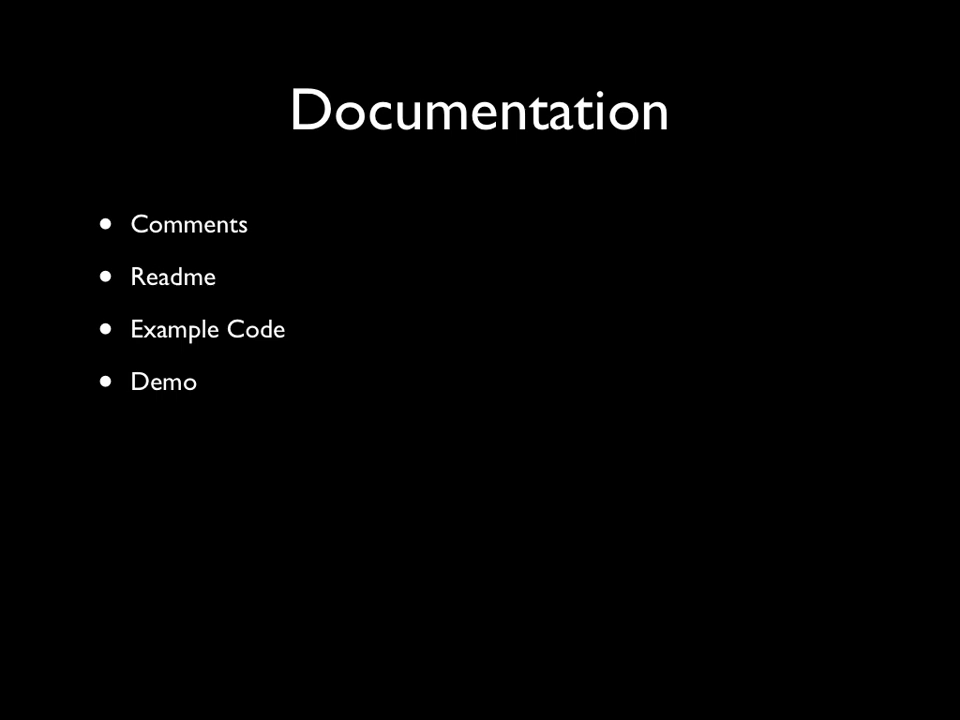 Documentation
• Comments
• Readme
• Example Code
• Demo